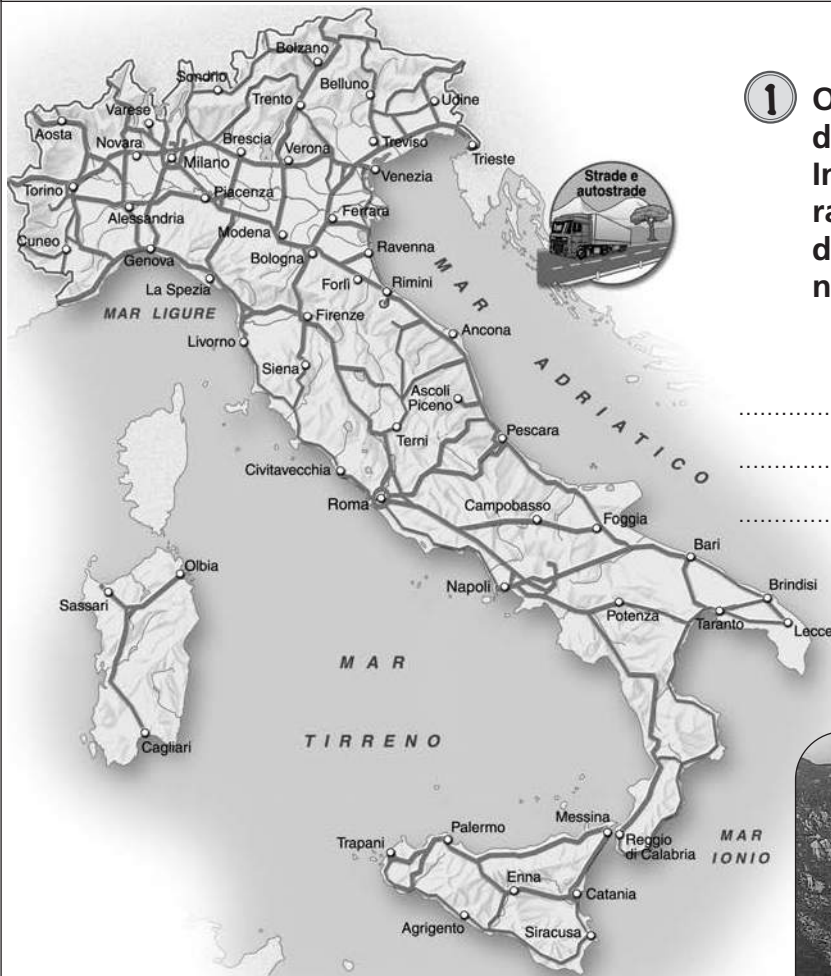 Bolzano
Sondrio
Belluno
Trento
Udine
Varese
Aosta
Novara
Brescia
Verona
Treviso
Milano
Trieste
Venezia
Torino
Piacenza
Alessandria
Ferrara
Cuneo
Modena
Ravenna
Genova
Bologna
Forlì
Rimini
La Spezia
MAR LIGURE
Firenze
Livorno
Ancona
Siena
Ascoli
Piceno
Terni
Pescara
Civitavecchia
Roma
Campobasso
Foggia
Bari
Napoli
Brindisi
Potenza
Taranto
Lecce
Olbia
Sassari
Cagliari
MAR ADRIATICO
MAR
TIRRENO
Messina
Palermo
Trapani
Reggio
di Calabria
MAR
IONIO
Enna
Catania
Agrigento
Siracusa
Strade e
autostrade
1
..............
..............
..............